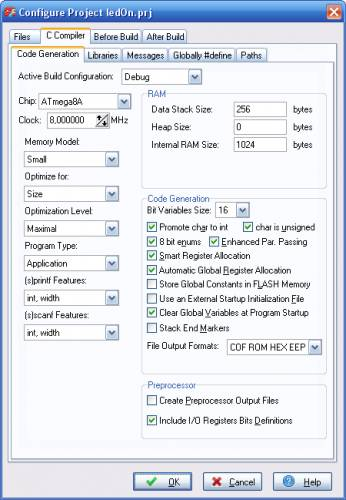 Configure Project ledOn.prj
Files C Compiler Before Build After Build
Code Generation Libraries Messages Globally #define Paths
Active Build Configuration: Debug
Chip: ATmega8A
Clock: 8,000000 MHz
Memory Model:
Small
Optimize for:
Size
Optimization Level:
Maximal
Program Type:
Application
(s)printf Features:
int, width
(s)scanf Features:
int, width
RAM
Data Stack Size: 256 bytes
Heap Size: 0 bytes
Internal RAM Size: 1024 bytes
Code Generation
Bit Variables Size: 16
Promote char to int char is unsigned
8 bit enums Enhanced Par. Passing
Smart Register Allocation
Automatic Global Register Allocation
Store Global Constants in FLASH Memory
Use an External Startup Initialization File
Clear Global Variables at Program Startup
Stack End Markers
File Output Formats: COF ROM HEX EEP
Preprocessor
Create Preprocessor Output Files
Include I/O Registers Bits Definitions
OK Cancel Help